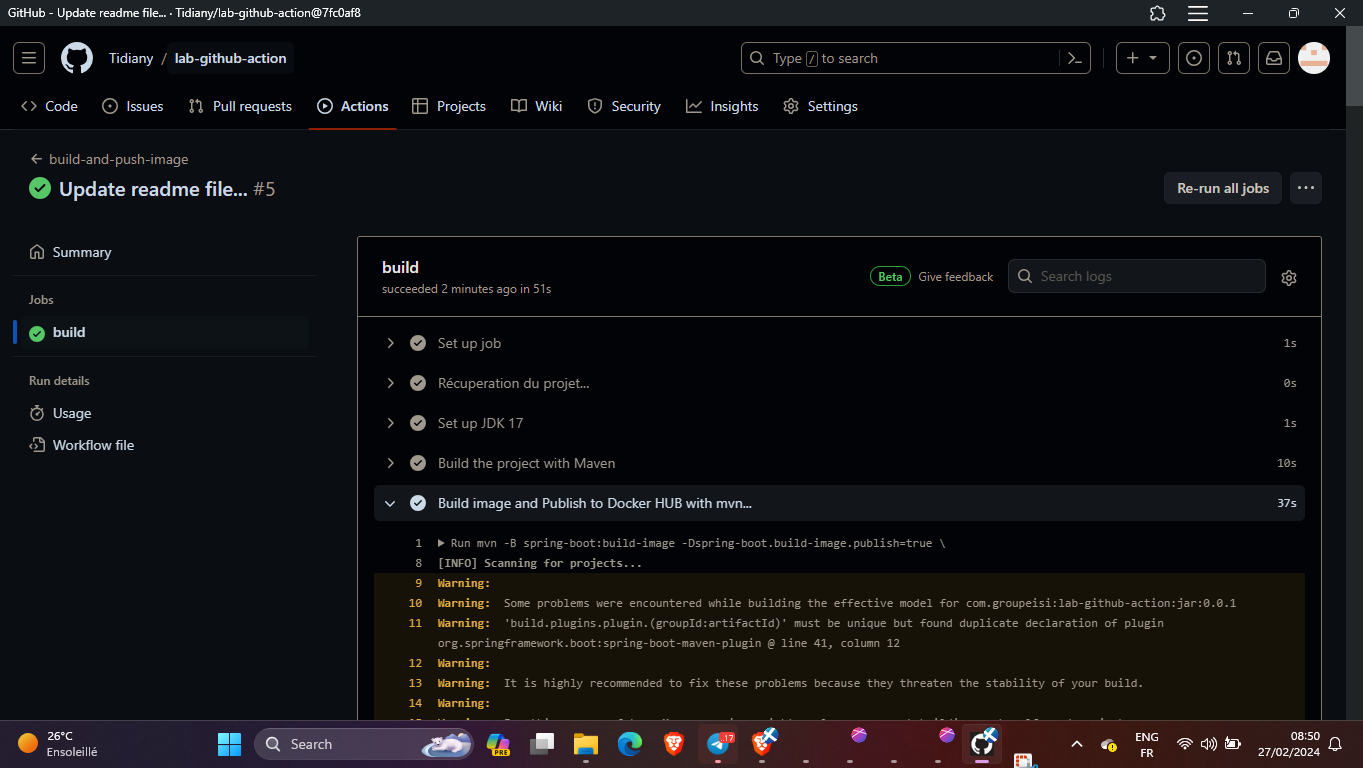 GitHub - Update readme file... · Tidiany/lab-github-action@7fc0af8
Tidiany / lab-github-action
Type / to search
Code Issues Pull requests Actions Projects Wiki Security Insights Settings
build-and-push-image
Update readme file... #5
Re-run all jobs
Summary
Jobs
build
Run details
Usage
Workflow file
build
succeeded 2 minutes ago in 51s
Beta Give feedback
Search logs
Set up job 1s
Récuperation du projet... 0s
Set up JDK 17 1s
Build the project with Maven 10s
Build image and Publish to Docker HUB with mvn... 37s
1 ▶ Run mvn -B spring-boot:build-image -Dspring-boot.build-image.publish=true \
8 [INFO] Scanning for projects...
9 Warning:
10 Warning: Some problems were encountered while building the effective model for com.groupeisi:lab-github-action:jar:0.0.1
11 Warning: 'build.plugins.plugin.(groupId:artifactId)' must be unique but found duplicate declaration of plugin
org.springframework.boot:spring-boot-maven-plugin @ line 41, column 12
12 Warning:
13 Warning: It is highly recommended to fix these problems because they threaten the stability of your build.
14 Warning:
26°C
Ensoleillé
Search
PRE
17
ENG
FR
08:50
27/02/2024